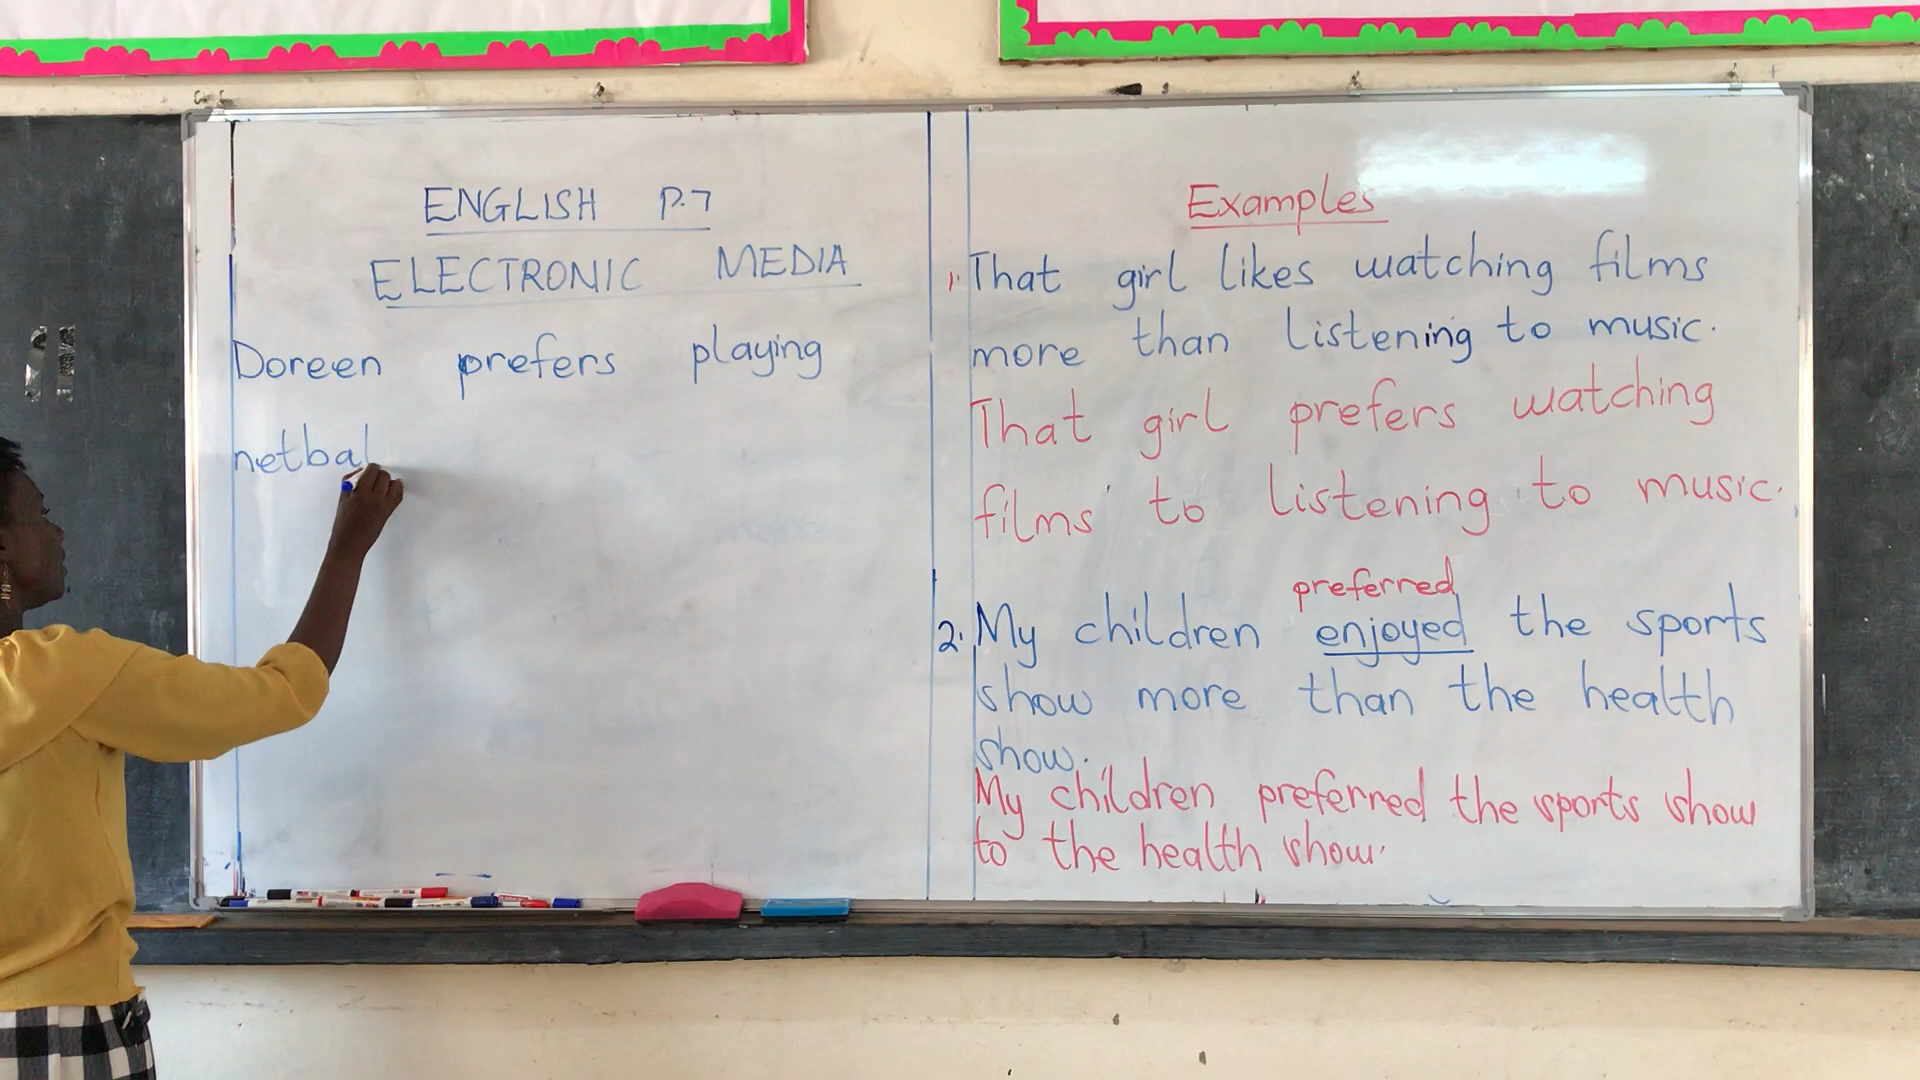 ENGLISH P.7
ELECTRONIC MEDIA
Doreen prefers playing
netbal
Examples
1. That girl likes watching films
more than listening to music.
That girl prefers watching
films to listening to music.
preferred
2. My children enjoyed the sports
show more than the health
show.
My children preferred the sports show
to the health show.